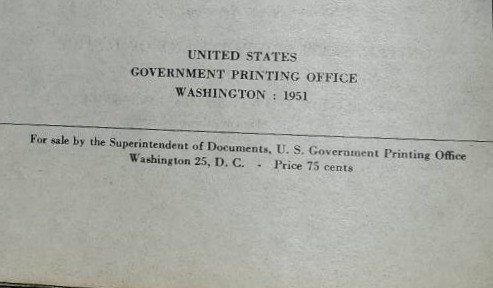 UNITED STATES
GOVERNMENT PRINTING OFFICE
WASHINGTON : 1951
For sale by the Superintendent of Documents, U. S. Government Printing Office
Washington 25, D. C. - Price 75 cents